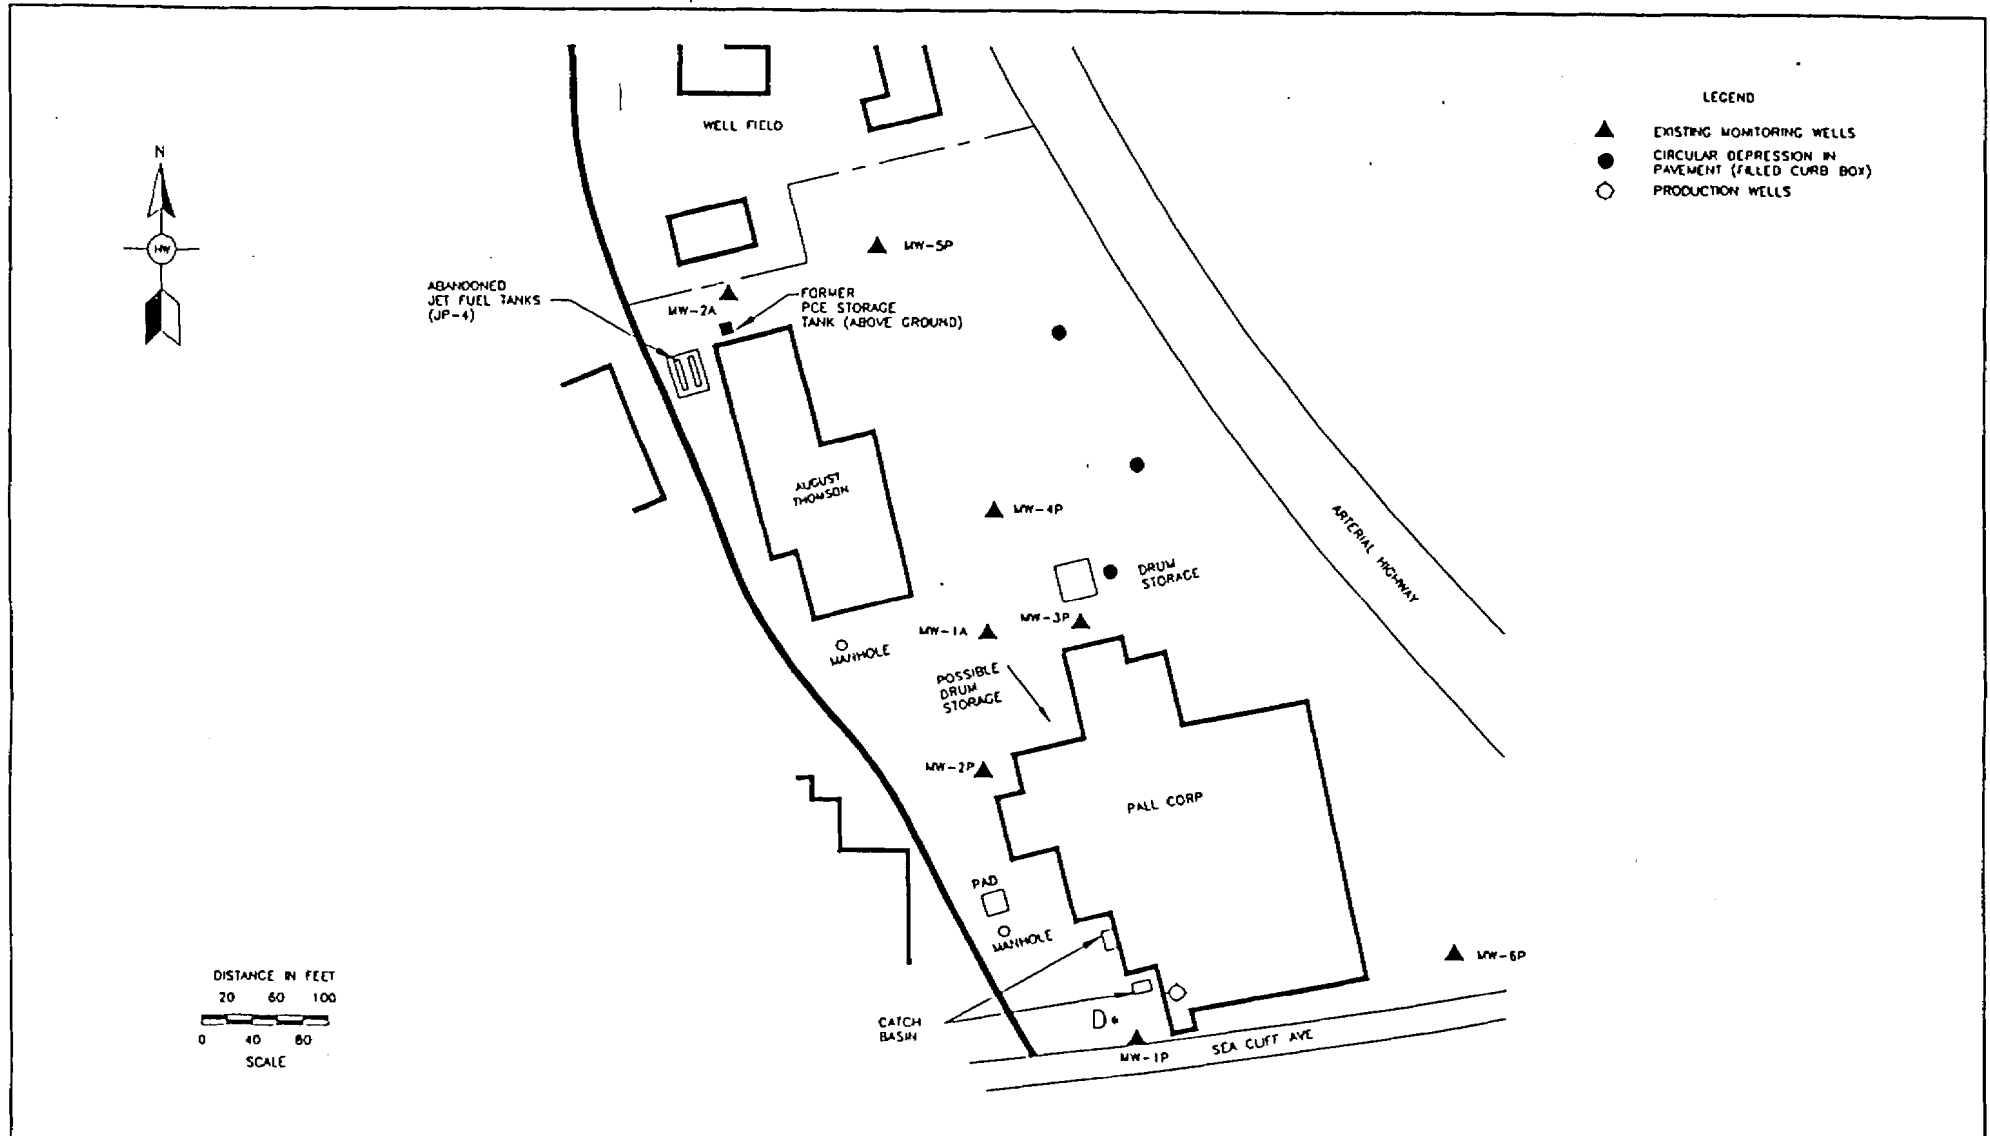 LEGEND
EXISTING MONITORING WELLS
CIRCULAR DEPRESSION IN
PAVEMENT (FILLED CURB BOX)
PRODUCTION WELLS
WELL FIELD
N
HW
MW-5P
ABANDONED
JET FUEL TANKS
(JP-4)
MW-2A
FORMER
PCE STORAGE
TANK (ABOVE GROUND)
AUGUST
THOMSON
MW-4P
ARTERIAL HIGHWAY
DRUM
STORAGE
MW-3P
MW-1A
MANHOLE
POSSIBLE
DRUM
STORAGE
MW-2P
PALL CORP
PAD
MANHOLE
MW-6P
DISTANCE IN FEET
20 60 100
0 40 80
SCALE
CATCH
BASIN
D
MW-1P
SEA CLIFF AVE